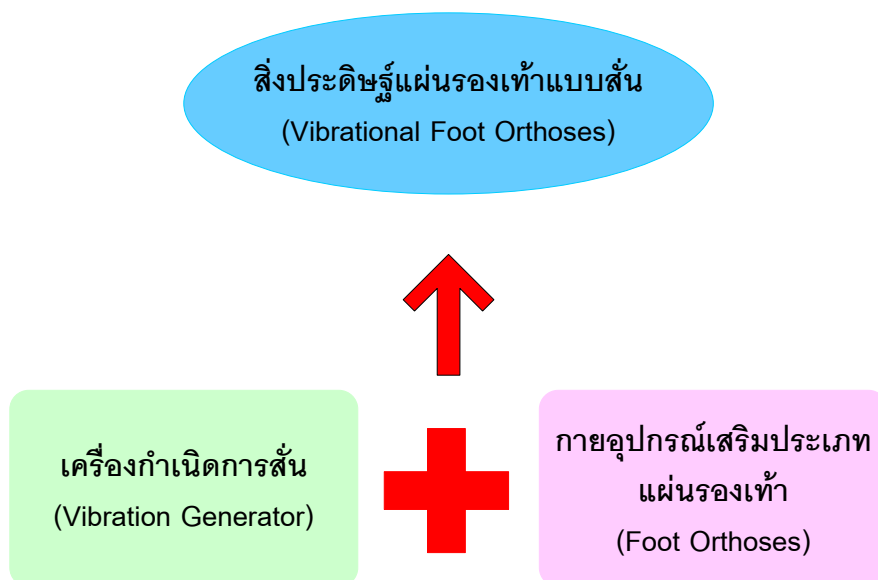 สิ่งประดิษฐ์แผ่นรองเท้าแบบสั่น
(Vibrational Foot Orthoses)
เครื่องกำเนิดการสั่น
(Vibration Generator)
กายอุปกรณ์เสริมประเภท
แผ่นรองเท้า
(Foot Orthoses)